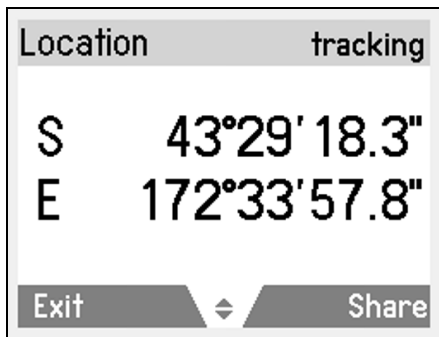 Location tracking
S 43°29'18.3"
E 172°33'57.8"
Exit Share